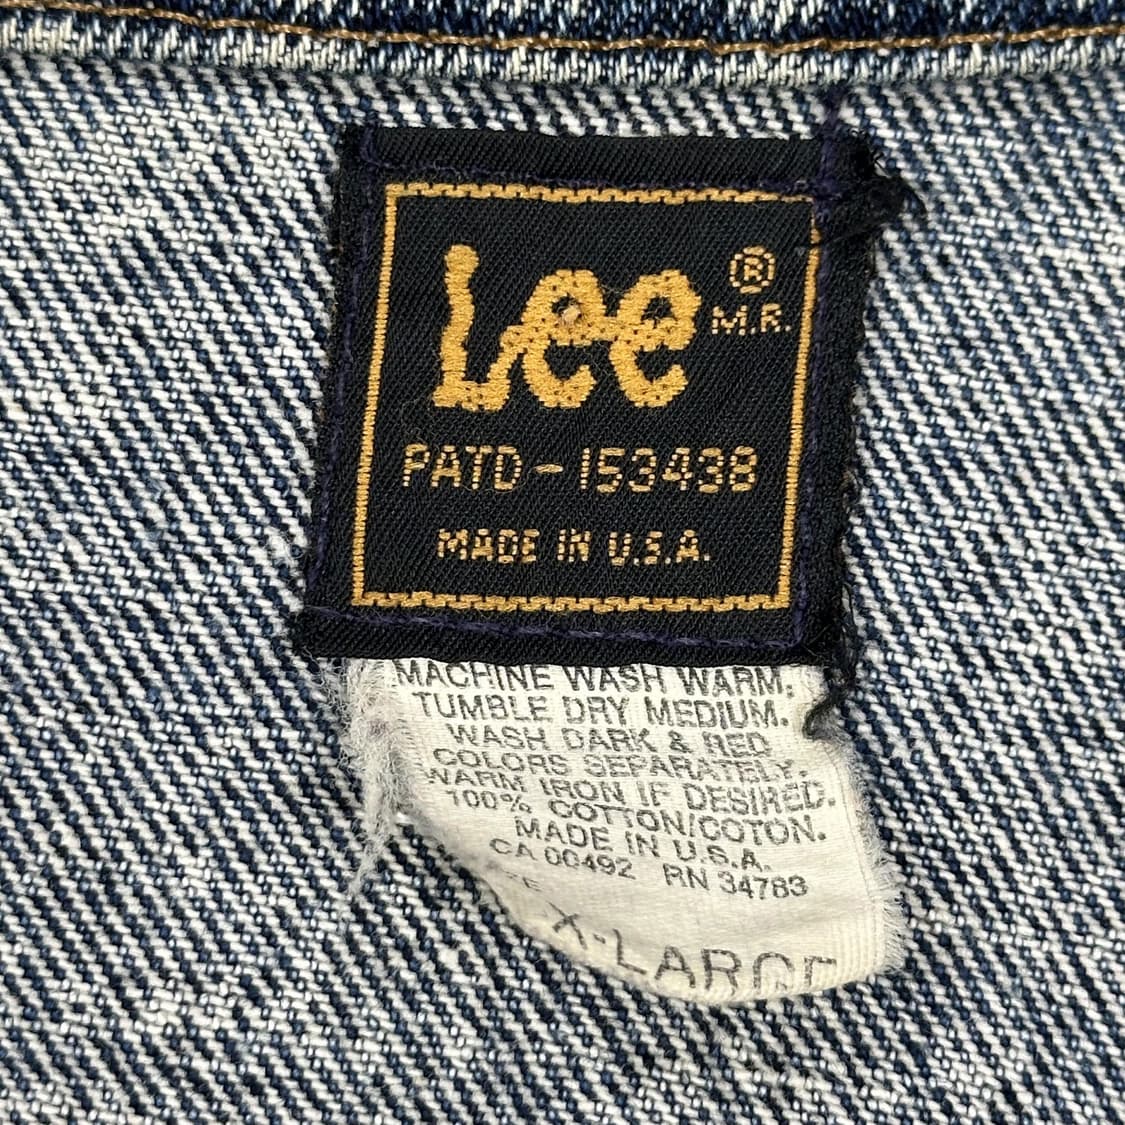 Lee ®
M.R.
PATD-153438
MADE IN U.S.A.
MACHINE WASH WARM.
TUMBLE DRY MEDIUM.
WASH DARK & RED
COLORS SEPARATELY.
WARM IRON IF DESIRED.
100% COTTON/COTON.
MADE IN U.S.A.
CA 00492 RN 34783
X-LARGE